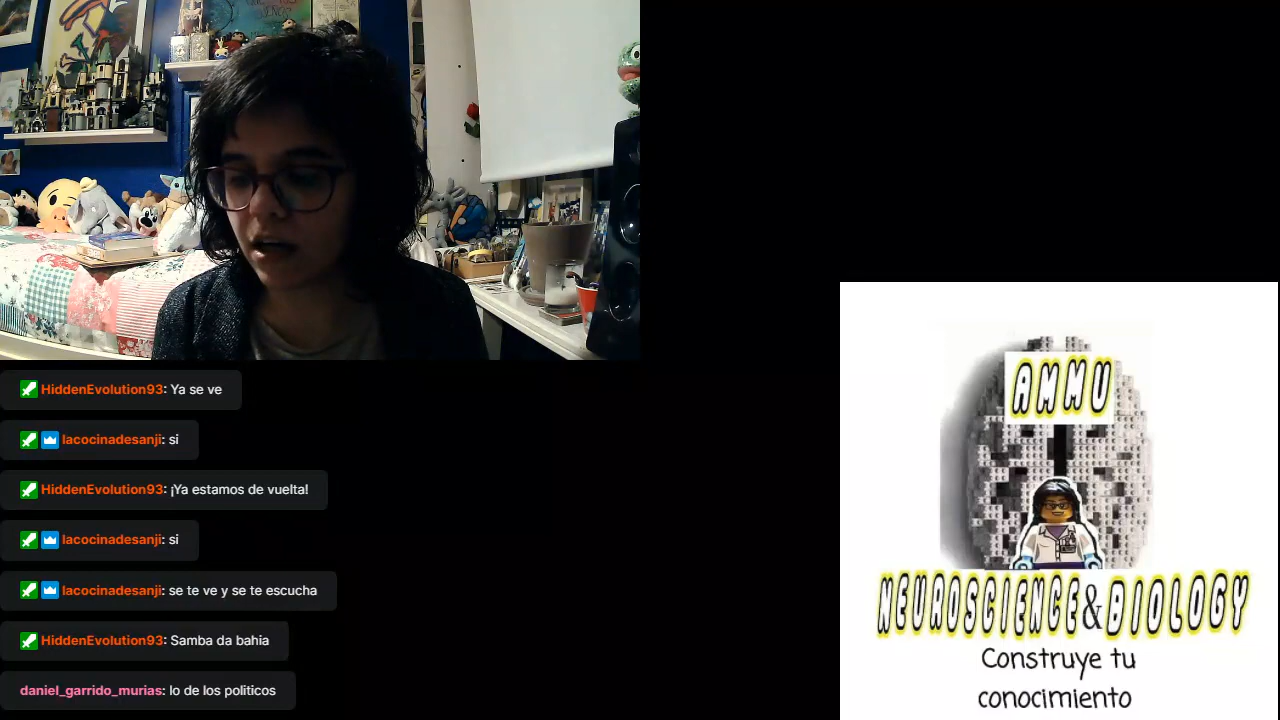 HiddenEvolution93: Ya se ve
lacocinadesanji: si
HiddenEvolution93: ¡Ya estamos de vuelta!
lacocinadesanji: si
lacocinadesanji: se te ve y se te escucha
HiddenEvolution93: Samba da bahia
daniel_garrido_murias: lo de los politicos
AMMU
NEUROSCIENCE&BIOLOGY
Construye tu
conocimiento